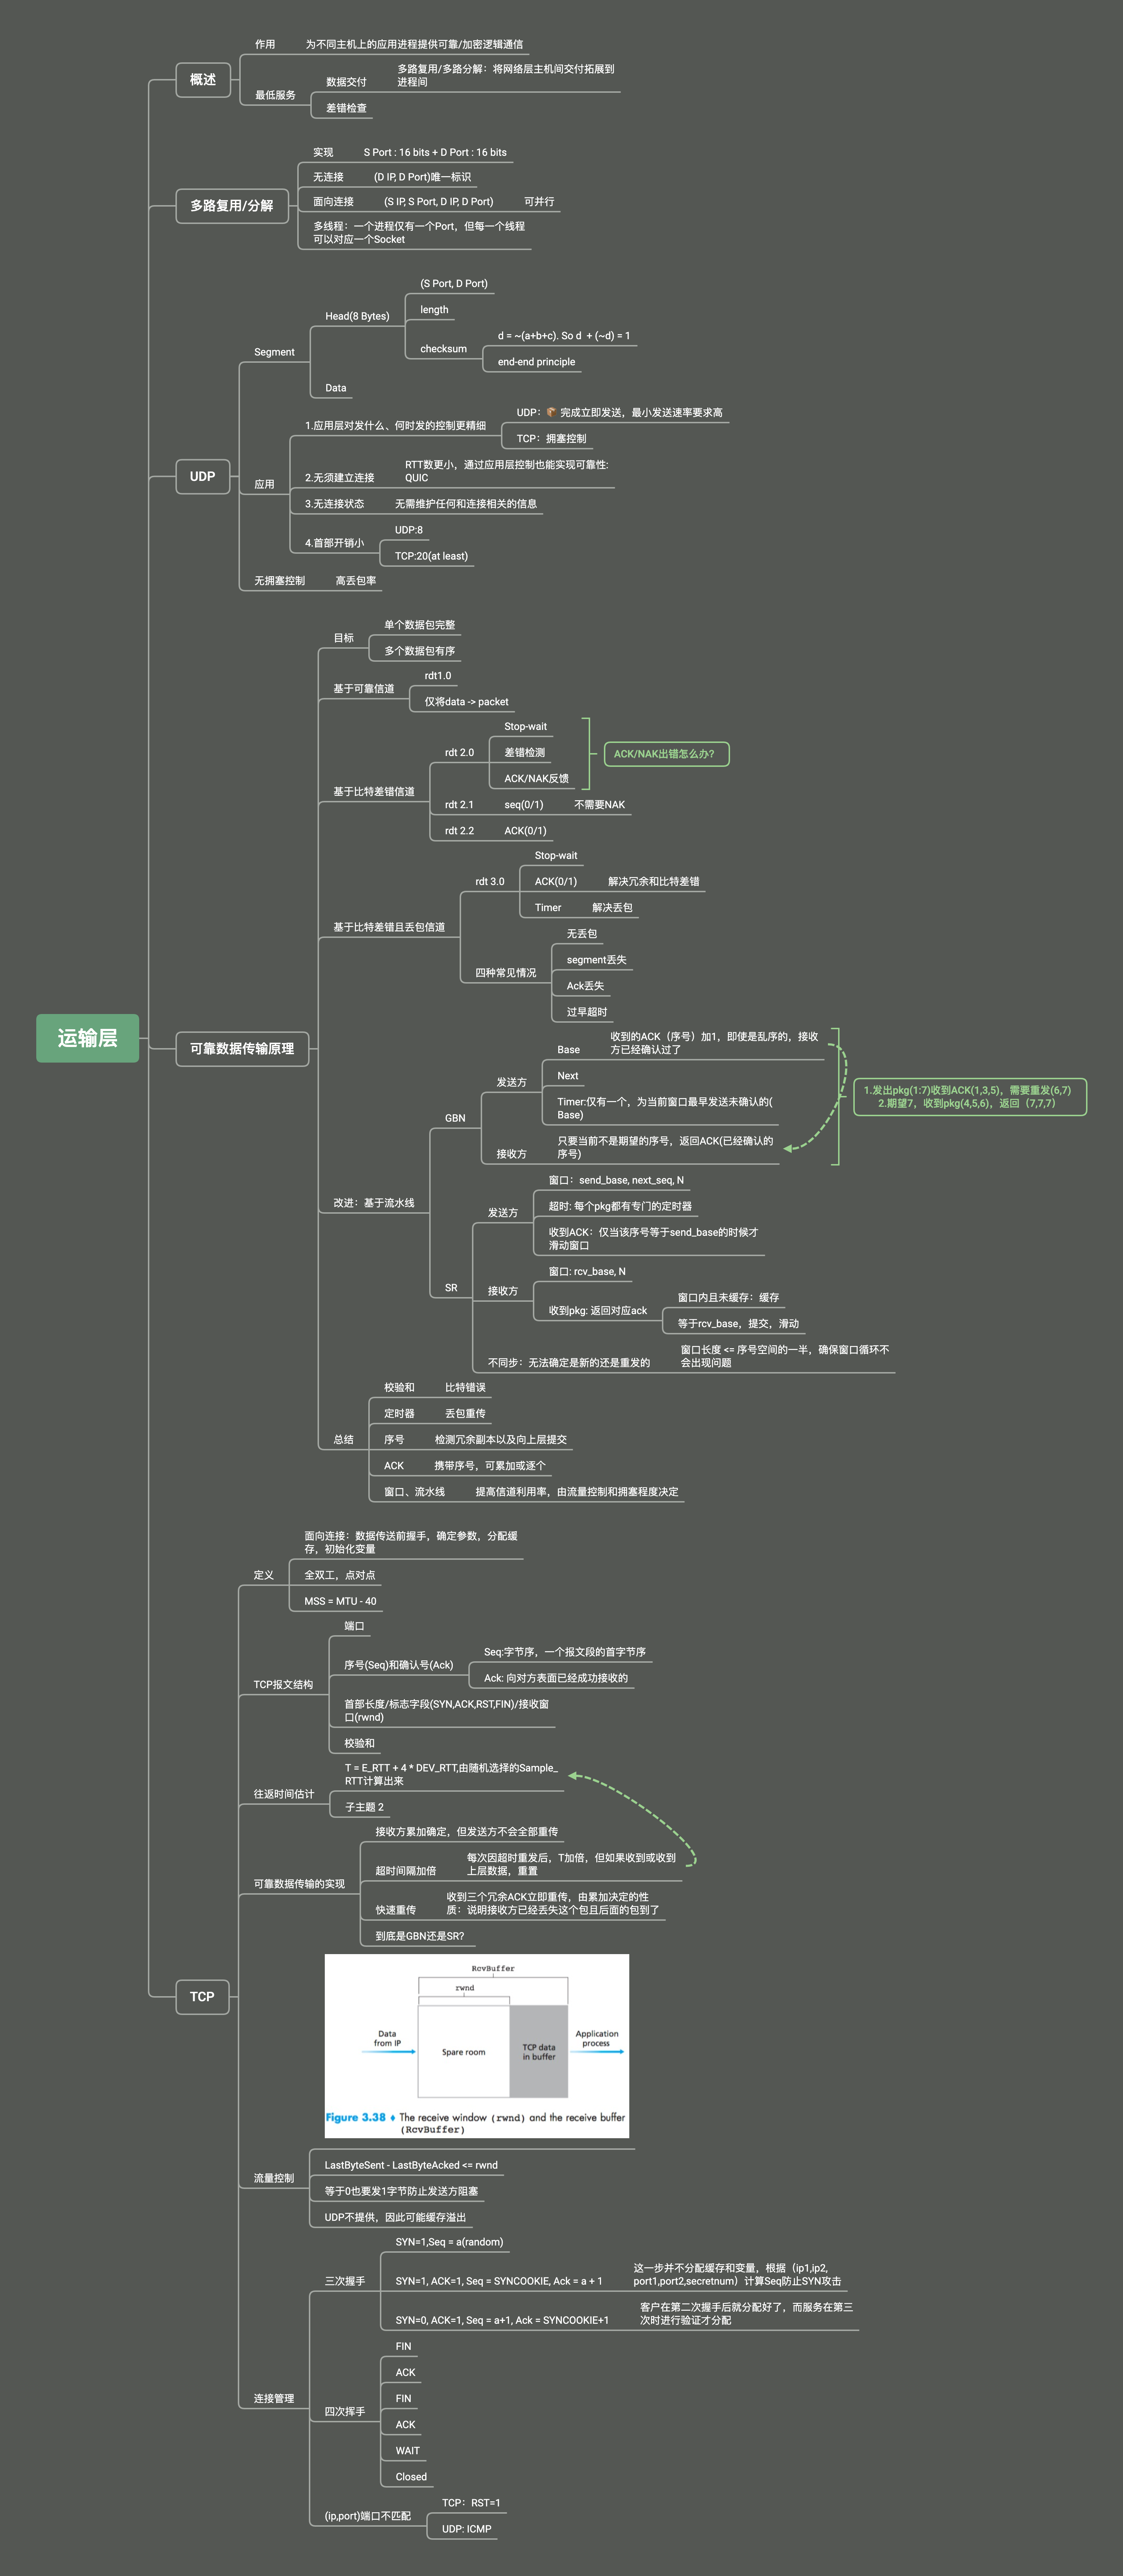 运输层
概述
作用
为不同主机上的应用进程提供可靠/加密逻辑通信
最低服务
数据交付
多路复用/多路分解：将网络层主机间交付拓展到
进程间
差错检查
多路复用/分解
实现
S Port : 16 bits + D Port : 16 bits
无连接
(D IP, D Port)唯一标识
面向连接
(S IP, S Port, D IP, D Port)
可并行
多线程：一个进程仅有一个Port，但每一个线程
可以对应一个Socket
UDP
Segment
Head(8 Bytes)
(S Port, D Port)
length
checksum
d = ~(a+b+c). So d + (~d) = 1
end-end principle
Data
应用
1.应用层对发什么、何时发的控制更精细
UDP：📦 完成立即发送，最小发送速率要求高
TCP：拥塞控制
2.无须建立连接
RTT数更小，通过应用层控制也能实现可靠性:
QUIC
3.无连接状态
无需维护任何和连接相关的信息
4.首部开销小
UDP:8
TCP:20(at least)
无拥塞控制
高丢包率
可靠数据传输原理
目标
单个数据包完整
多个数据包有序
基于可靠信道
rdt1.0
仅将data -> packet
基于比特差错信道
rdt 2.0
Stop-wait
差错检测
ACK/NAK反馈
ACK/NAK出错怎么办?
rdt 2.1
seq(0/1)
不需要NAK
rdt 2.2
ACK(0/1)
基于比特差错且丢包信道
rdt 3.0
Stop-wait
ACK(0/1)
解决冗余和比特差错
Timer
解决丢包
四种常见情况
无丢包
segment丢失
Ack丢失
过早超时
改进：基于流水线
GBN
发送方
Base
收到的ACK（序号）加1，即使是乱序的，接收
方已经确认过了
Next
Timer:仅有一个，为当前窗口最早发送未确认的(
Base)
接收方
只要当前不是期望的序号，返回ACK(已经确认的
序号)
1.发出pkg(1:7)收到ACK(1,3,5)，需要重发(6,7)
2.期望7，收到pkg(4,5,6)，返回（7,7,7）
SR
发送方
窗口：send_base, next_seq, N
超时: 每个pkg都有专门的定时器
收到ACK：仅当该序号等于send_base的时候才
滑动窗口
接收方
窗口: rcv_base, N
收到pkg: 返回对应ack
窗口内且未缓存：缓存
等于rcv_base，提交，滑动
不同步：无法确定是新的还是重发的
窗口长度 <= 序号空间的一半，确保窗口循环不
会出现问题
总结
校验和
比特错误
定时器
丢包重传
序号
检测冗余副本以及向上层提交
ACK
携带序号，可累加或逐个
窗口、流水线
提高信道利用率，由流量控制和拥塞程度决定
TCP
定义
面向连接：数据传送前握手，确定参数，分配缓
存，初始化变量
全双工，点对点
MSS = MTU - 40
TCP报文结构
端口
序号(Seq)和确认号(Ack)
Seq:字节序，一个报文段的首字节序
Ack: 向对方表面已经成功接收的
首部长度/标志字段(SYN,ACK,RST,FIN)/接收窗
口(rwnd)
校验和
往返时间估计
T = E_RTT + 4 * DEV_RTT,由随机选择的Sample_
RTT计算出来
子主题 2
可靠数据传输的实现
接收方累加确定，但发送方不会全部重传
超时间隔加倍
每次因超时重发后，T加倍，但如果收到或收到
上层数据，重置
快速重传
收到三个冗余ACK立即重传，由累加决定的性
质：说明接收方已经丢失这个包且后面的包到了
到底是GBN还是SR?
流量控制
RcvBuffer
rwnd
Data
from IP
Spare room
TCP data
in buffer
Application
process
Figure 3.38 ♦ The receive window (rwnd) and the receive buffer
(RcvBuffer)
LastByteSent - LastByteAcked <= rwnd
等于0也要发1字节防止发送方阻塞
UDP不提供，因此可能缓存溢出
连接管理
三次握手
SYN=1,Seq = a(random)
SYN=1, ACK=1, Seq = SYNCOOKIE, Ack = a + 1
这一步并不分配缓存和变量，根据（ip1,ip2,
port1,port2,secretnum）计算Seq防止SYN攻击
SYN=0, ACK=1, Seq = a+1, Ack = SYNCOOKIE+1
客户在第二次握手后就分配好了，而服务在第三
次时进行验证才分配
四次挥手
FIN
ACK
FIN
ACK
WAIT
Closed
(ip,port)端口不匹配
TCP：RST=1
UDP: ICMP